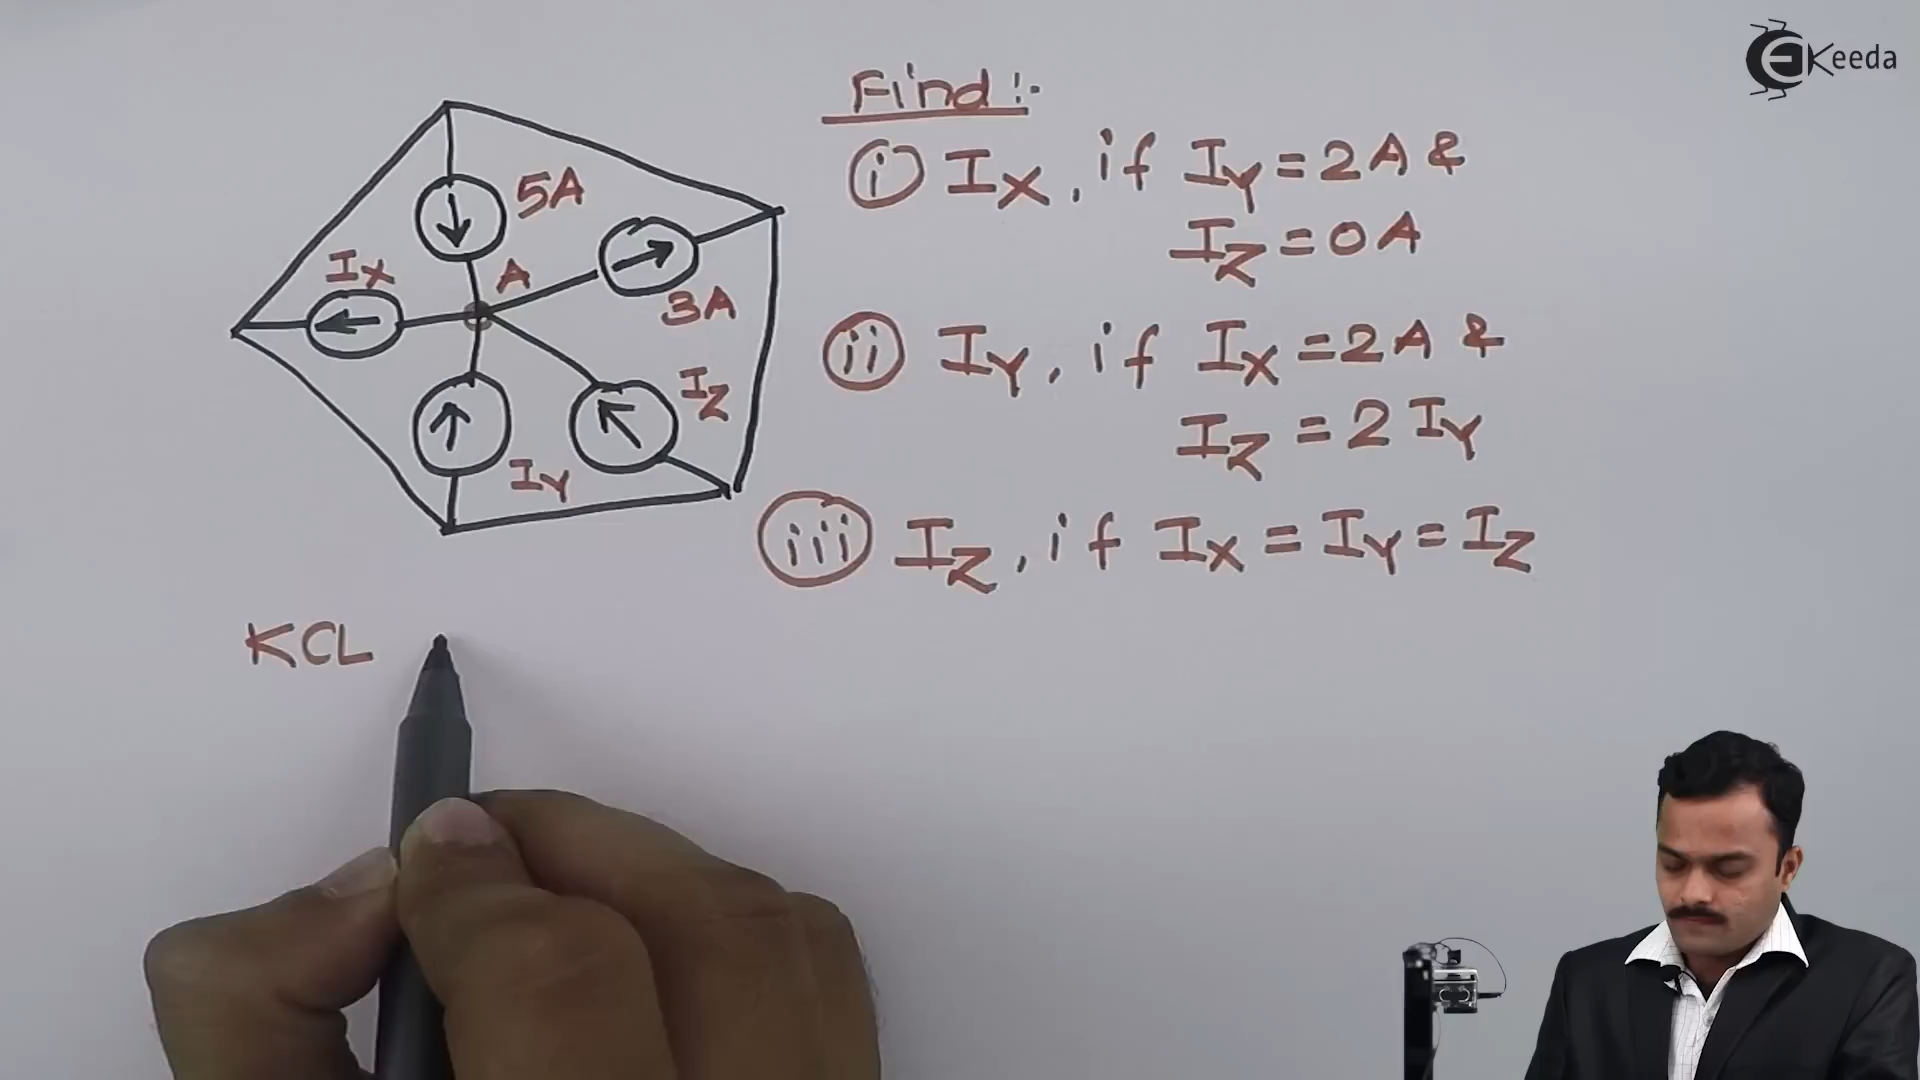 Keeda
Find :-
(i) Ix, if IY = 2A &
IZ = 0A
(ii) IY, if Ix = 2A &
IZ = 2 IY
(iii) IZ, if Ix = IY = IZ
5A
Ix
A
3A
IZ
IY
KCL